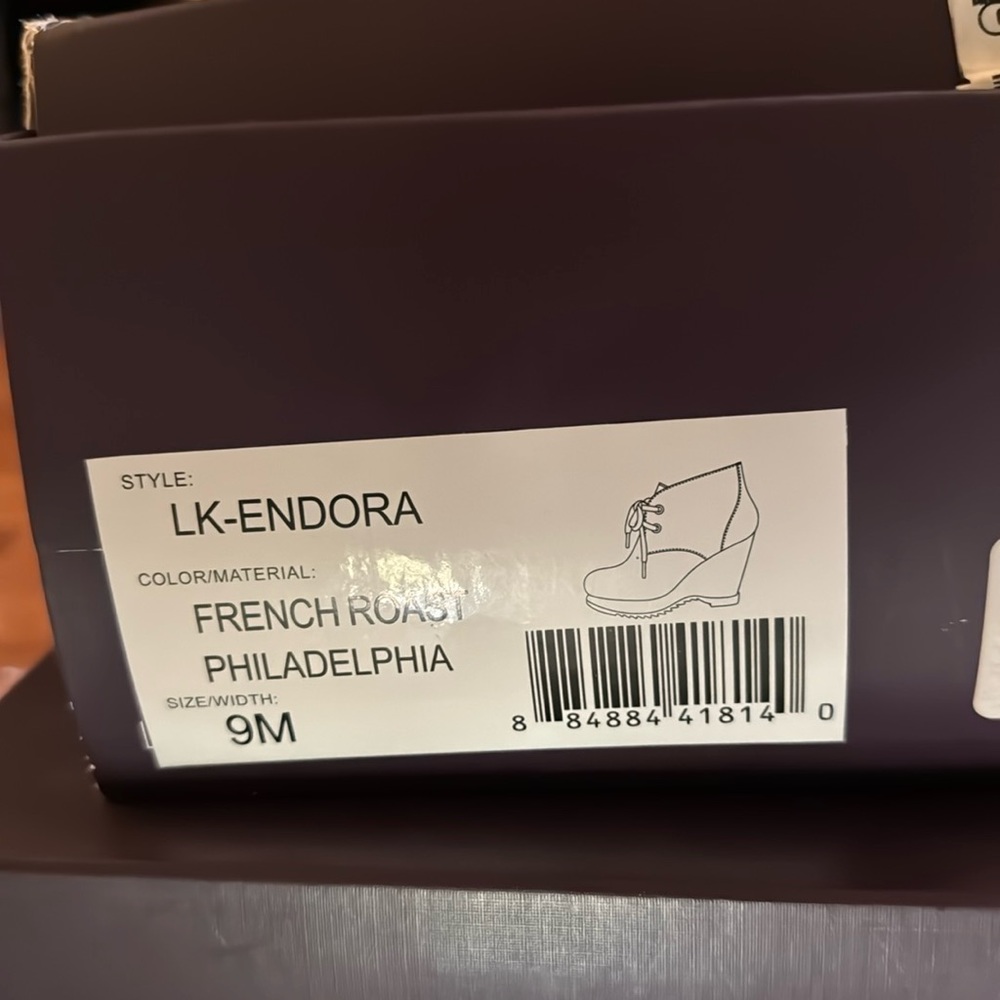 STYLE:
LK-ENDORA
COLOR/MATERIAL:
FRENCH ROAST
PHILADELPHIA
SIZE/WIDTH:
9M
8 84884 41814 0